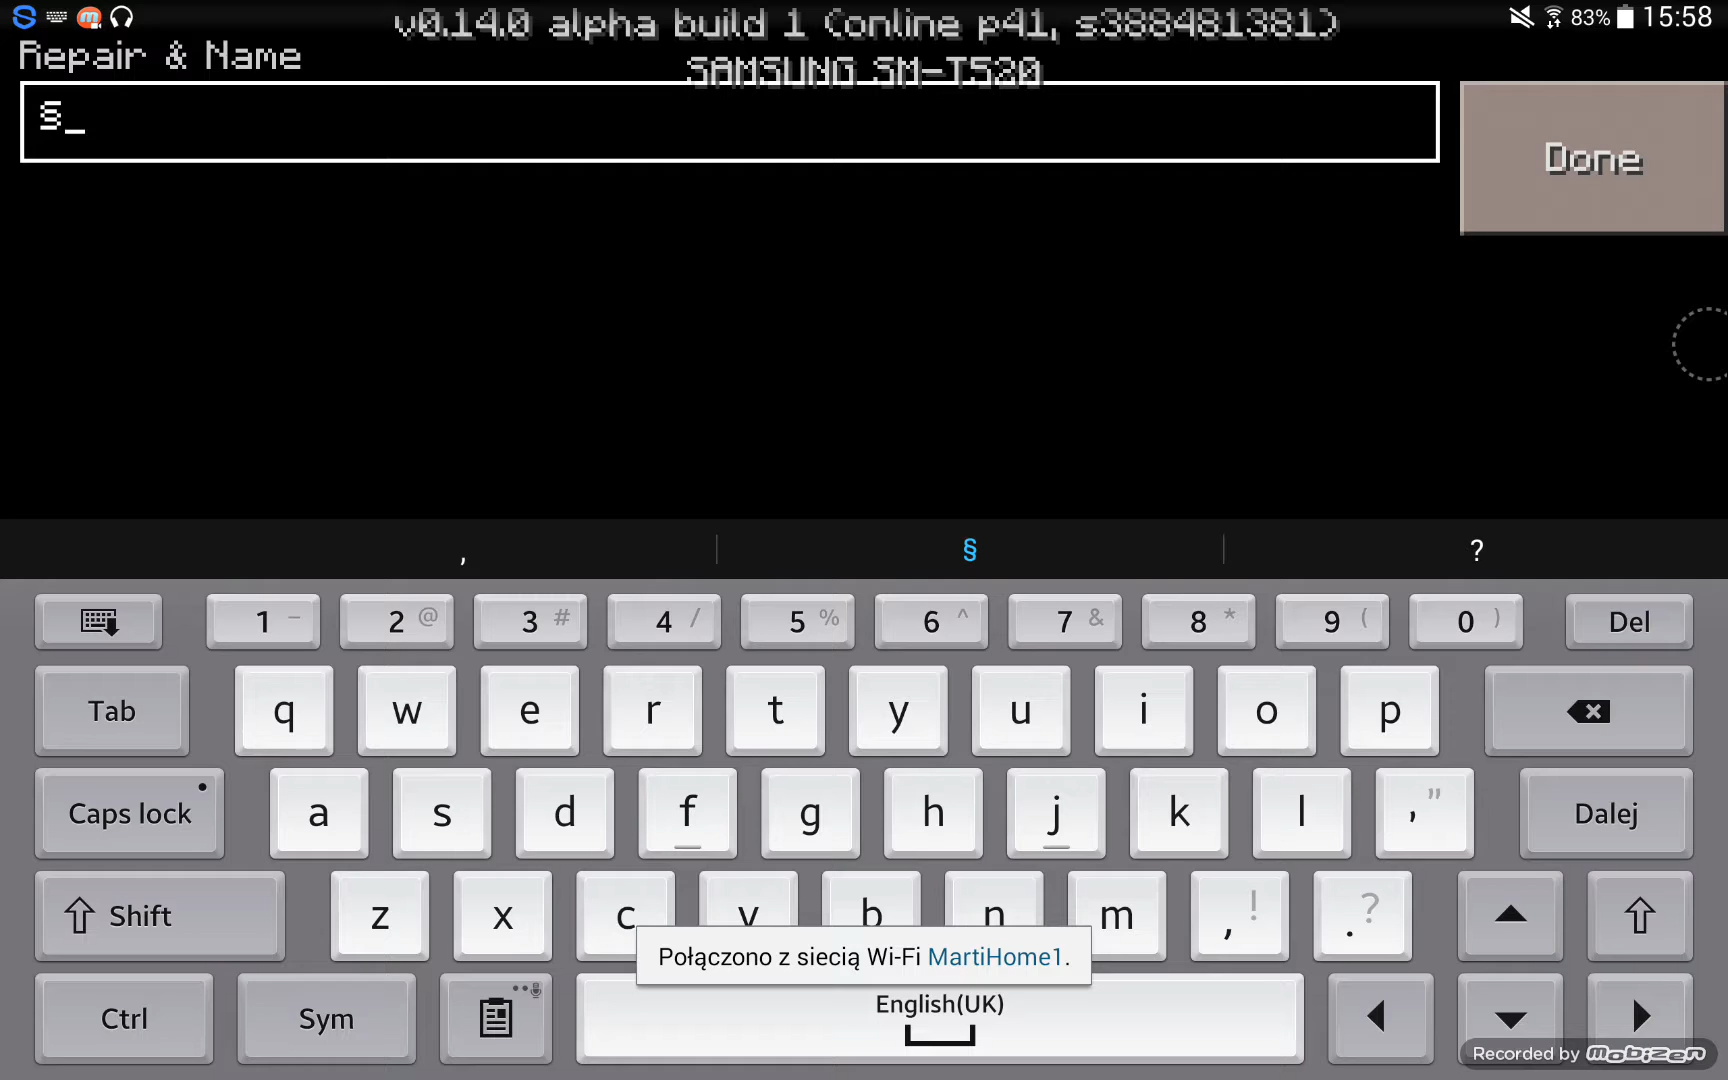 v0.14.0 alpha build 1 (online p41, s388481381)
83% 15:58
Repair & Name
SAMSUNG SM-T520
§_
Done
, § ?
1 - 2 @ 3 # 4 / 5 % 6 ^ 7 & 8 * 9 ( 0 ) Del
Tab q w e r t y u i o p
Caps lock a s d f g h j k l ' " Dalej
Shift z x c v b n m , ! . ?
Połączono z siecią Wi-Fi MartiHome1.
Ctrl Sym English(UK)
Recorded by mobizen